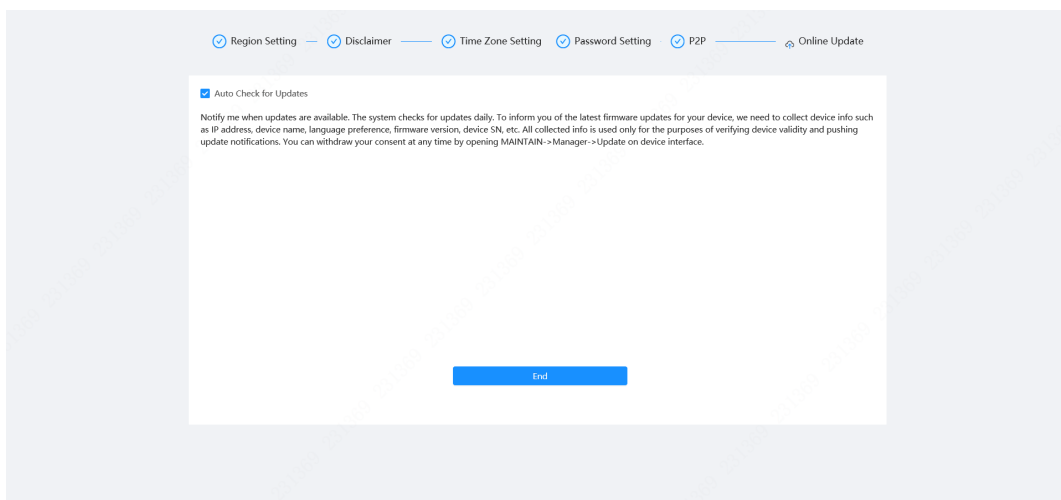 Region Setting
Disclaimer
Time Zone Setting
Password Setting
P2P
Online Update
Auto Check for Updates
Notify me when updates are available. The system checks for updates daily. To inform you of the latest firmware updates for your device, we need to collect device info such
as IP address, device name, language preference, firmware version, device SN, etc. All collected info is used only for the purposes of verifying device validity and pushing
update notifications. You can withdraw your consent at any time by opening MAINTAIN->Manager->Update on device interface.
End